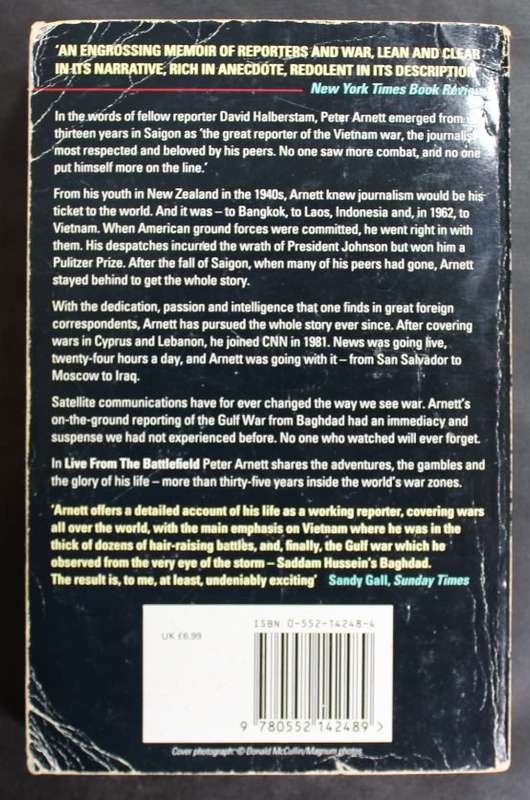 'AN ENGROSSING MEMOIR OF REPORTERS AND WAR, LEAN AND CLEAR
IN ITS NARRATIVE, RICH IN ANECDOTE, REDOLENT IN ITS DESCRIPTION'
New York Times Book Review
In the words of fellow reporter David Halberstam, Peter Arnett emerged from
thirteen years in Saigon as 'the great reporter of the Vietnam war, the journalist
most respected and beloved by his peers. No one saw more combat, and no one
put himself more on the line.'
From his youth in New Zealand in the 1940s, Arnett knew journalism would be his
ticket to the world. And it was – to Bangkok, to Laos, Indonesia and, in 1962, to
Vietnam. When American ground forces were committed, he went right in with
them. His despatches incurred the wrath of President Johnson but won him a
Pulitzer Prize. After the fall of Saigon, when many of his peers had gone, Arnett
stayed behind to get the whole story.
With the dedication, passion and intelligence that one finds in great foreign
correspondents, Arnett has pursued the whole story ever since. After covering
wars in Cyprus and Lebanon, he joined CNN in 1981. News was going live,
twenty-four hours a day, and Arnett was going with it – from San Salvador to
Moscow to Iraq.
Satellite communications have for ever changed the way we see war. Arnett's
on-the-ground reporting of the Gulf War from Baghdad had an immediacy and
suspense we had not experienced before. No one who watched will ever forget.
In Live From The Battlefield Peter Arnett shares the adventures, the gambles and
the glory of his life – more than thirty-five years inside the world's war zones.
'Arnett offers a detailed account of his life as a working reporter, covering wars
all over the world, with the main emphasis on Vietnam where he was in the
thick of dozens of hair-raising battles, and, finally, the Gulf war which he
observed from the very eye of the storm – Saddam Hussein's Baghdad.
The result is, to me, at least, undeniably exciting' Sandy Gall, Sunday Times
UK £6.99
ISBN 0-552-14248-4
9 780552 142489 >
Cover photograph: © Donald McCullin/Magnum photos